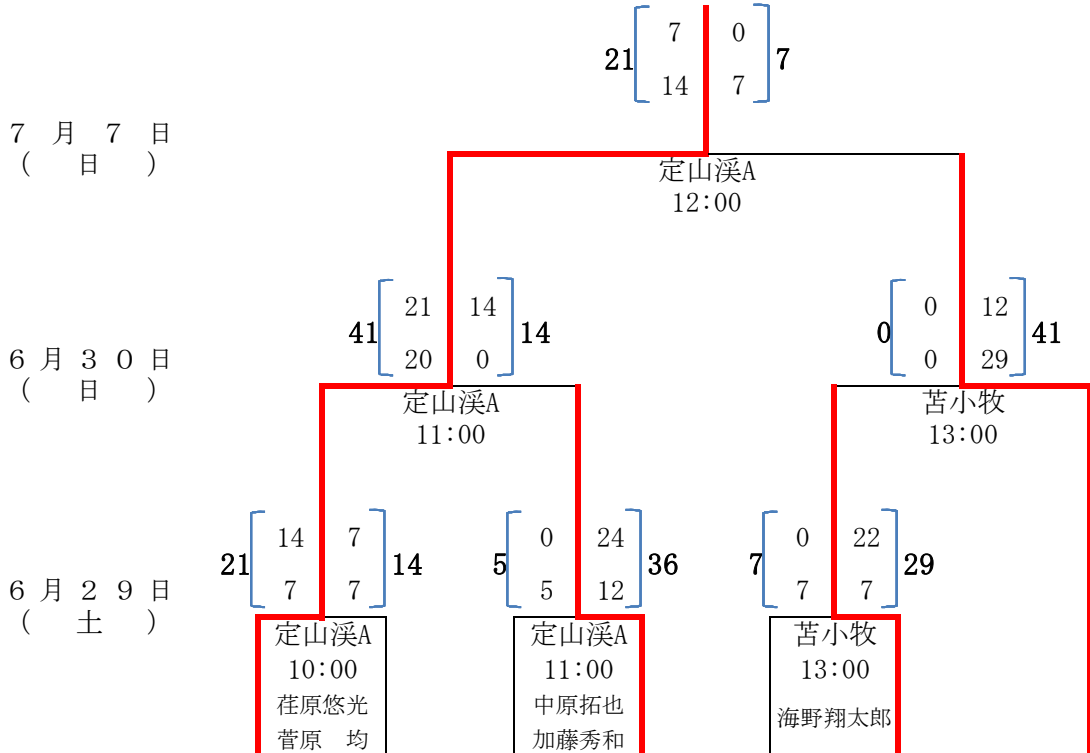 7 0
21 7
14 7
７月７日
(日)
定山渓A
12:00
21 14
41 14
20 0
0 12
0 41
0 29
６月３０日
(日)
定山渓A
11:00
苫小牧
13:00
14 7
21 14
7 7
0 24
5 36
5 12
0 22
7 29
7 7
６月２９日
(土)
定山渓A
10:00
荏原悠光
菅原 均
定山渓A
11:00
中原拓也
加藤秀和
苫小牧
13:00
海野翔太郎